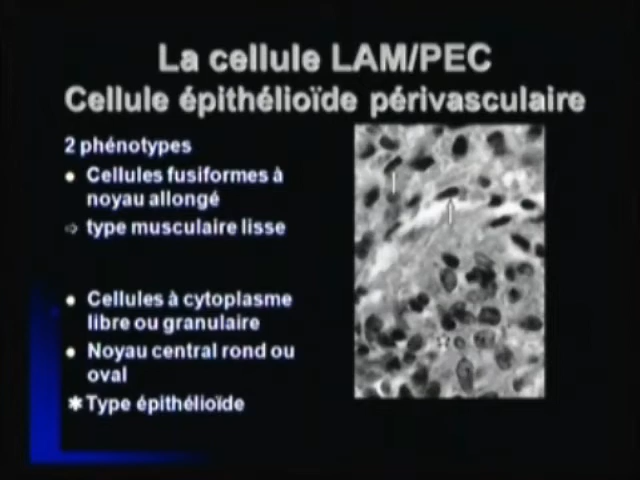 La cellule LAM/PEC
Cellule épithélioïde périvasculaire
2 phénotypes
● Cellules fusiformes à
noyau allongé
⇨ type musculaire lisse
● Cellules à cytoplasme
libre ou granulaire
● Noyau central rond ou
oval
✱ Type épithélioïde